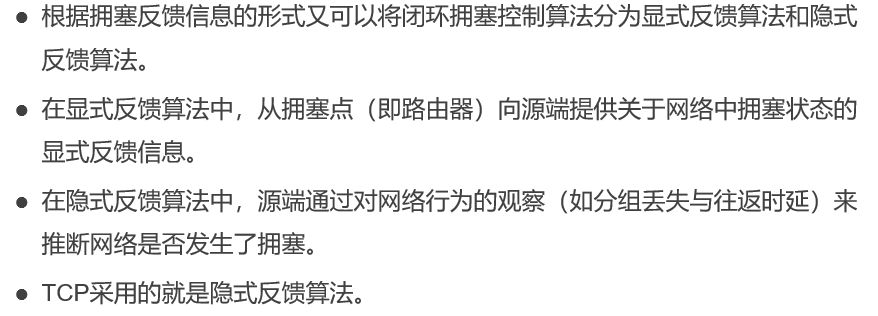 ● 根据拥塞反馈信息的形式又可以将闭环拥塞控制算法分为显式反馈算法和隐式
反馈算法。
● 在显式反馈算法中，从拥塞点（即路由器）向源端提供关于网络中拥塞状态的
显式反馈信息。
● 在隐式反馈算法中，源端通过对网络行为的观察（如分组丢失与往返时延）来
推断网络是否发生了拥塞。
● TCP采用的就是隐式反馈算法。